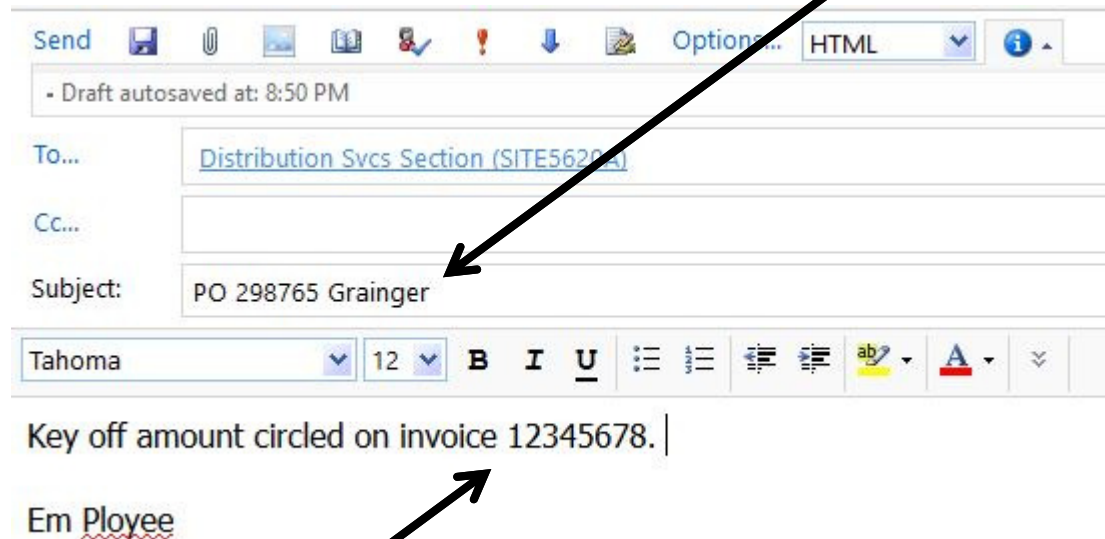 Send Options... HTML
- Draft autosaved at: 8:50 PM
To... Distribution Svcs Section (SITE5620A)
Cc...
Subject: PO 298765 Grainger
Tahoma 12 B I U ab A
Key off amount circled on invoice 12345678.
Em Ployee